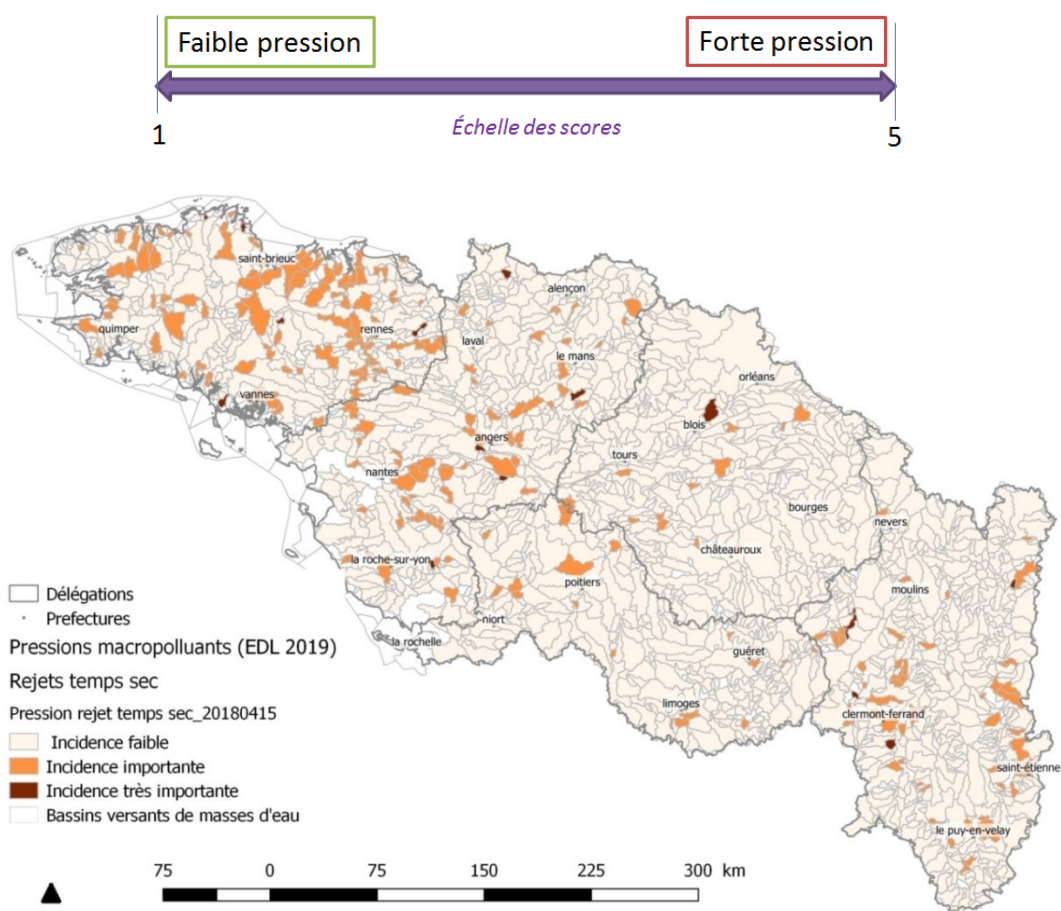 Faible pression
Forte pression
Échelle des scores
1
5
saint-brieuc
alençon
quimper
rennes
laval
le mans
orléans
vannes
blois
angers
tours
nantes
bourges
nevers
châteauroux
la roche-sur-yon
poitiers
moulins
niort
la rochelle
guéret
limoges
clermont-ferrand
saint-étienne
le puy-en-velay
Délégations
Prefectures
Pressions macropolluants (EDL 2019)
Rejets temps sec
Pression rejet temps sec_20180415
Incidence faible
Incidence importante
Incidence très importante
Bassins versants de masses d'eau
75 0 75 150 225 300 km